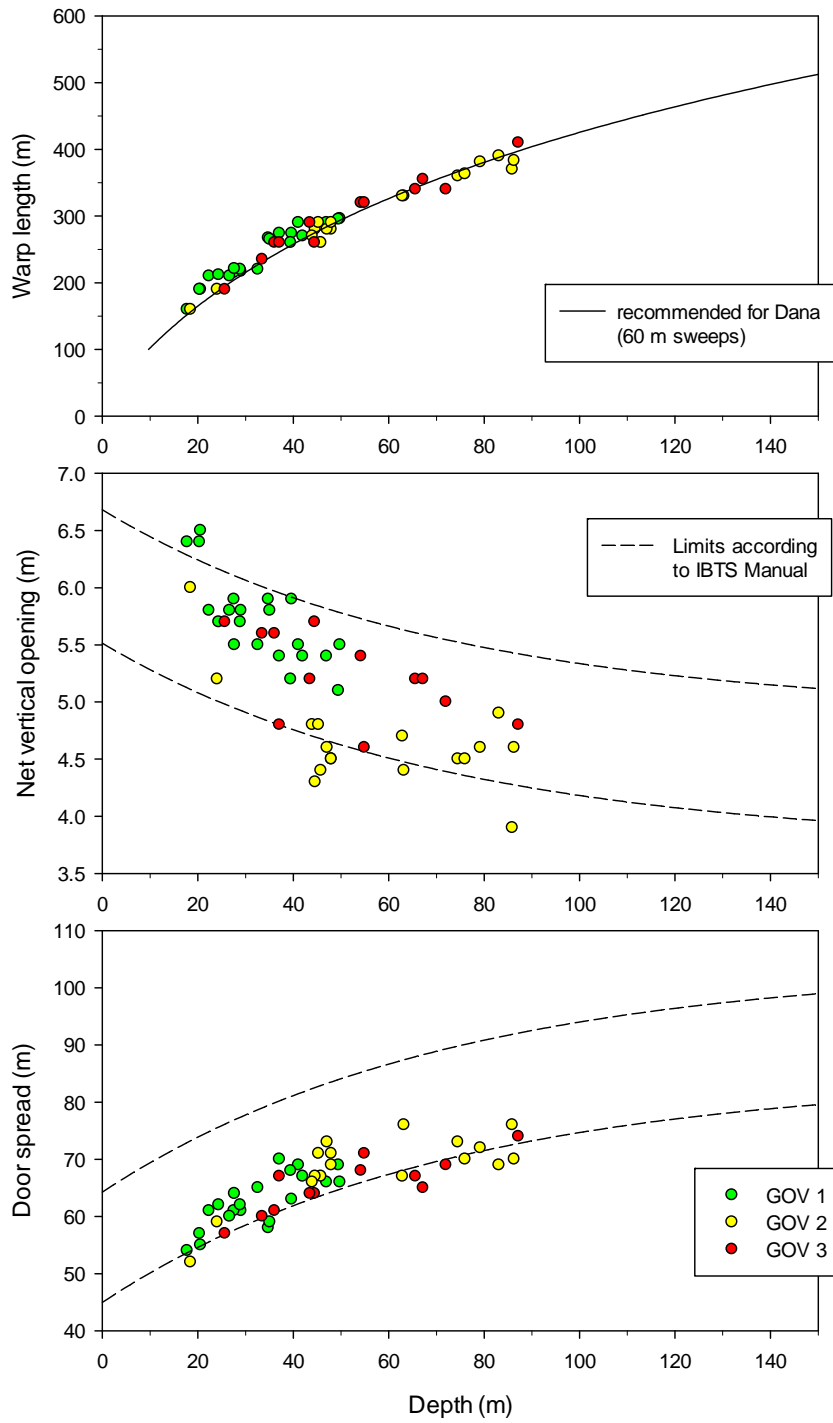 600
500
400
300
200
100
0
Warp length (m)
recommended for Dana
(60 m sweeps)
0 20 40 60 80 100 120 140
7.0
6.5
6.0
5.5
5.0
4.5
4.0
3.5
Net vertical opening (m)
Limits according
to IBTS Manual
0 20 40 60 80 100 120 140
110
100
90
80
70
60
50
40
Door spread (m)
GOV 1
GOV 2
GOV 3
0 20 40 60 80 100 120 140
Depth (m)